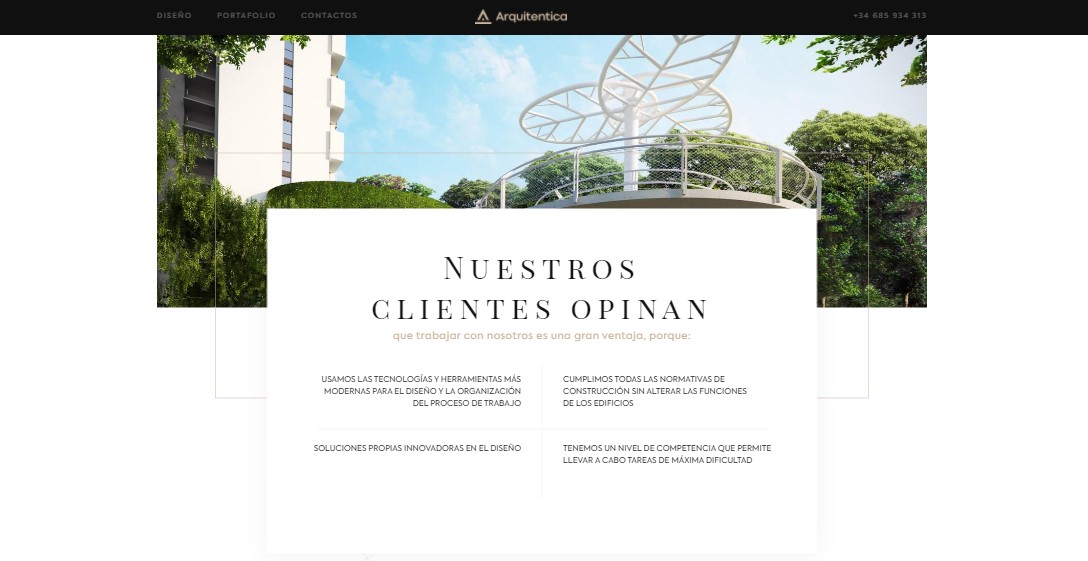 DISEÑO PORTAFOLIO CONTACTOS Arquitentica +34 685 934 313
NUESTROS
CLIENTES OPINAN
que trabajar con nosotros es una gran ventaja, porque:
USAMOS LAS TECNOLOGÍAS Y HERRAMIENTAS MÁS
MODERNAS PARA EL DISEÑO Y LA ORGANIZACIÓN
DEL PROCESO DE TRABAJO
CUMPLIMOS TODAS LAS NORMATIVAS DE
CONSTRUCCIÓN SIN ALTERAR LAS FUNCIONES
DE LOS EDIFICIOS
SOLUCIONES PROPIAS INNOVADORAS EN EL DISEÑO
TENEMOS UN NIVEL DE COMPETENCIA QUE PERMITE
LLEVAR A CABO TAREAS DE MÁXIMA DIFICULTAD